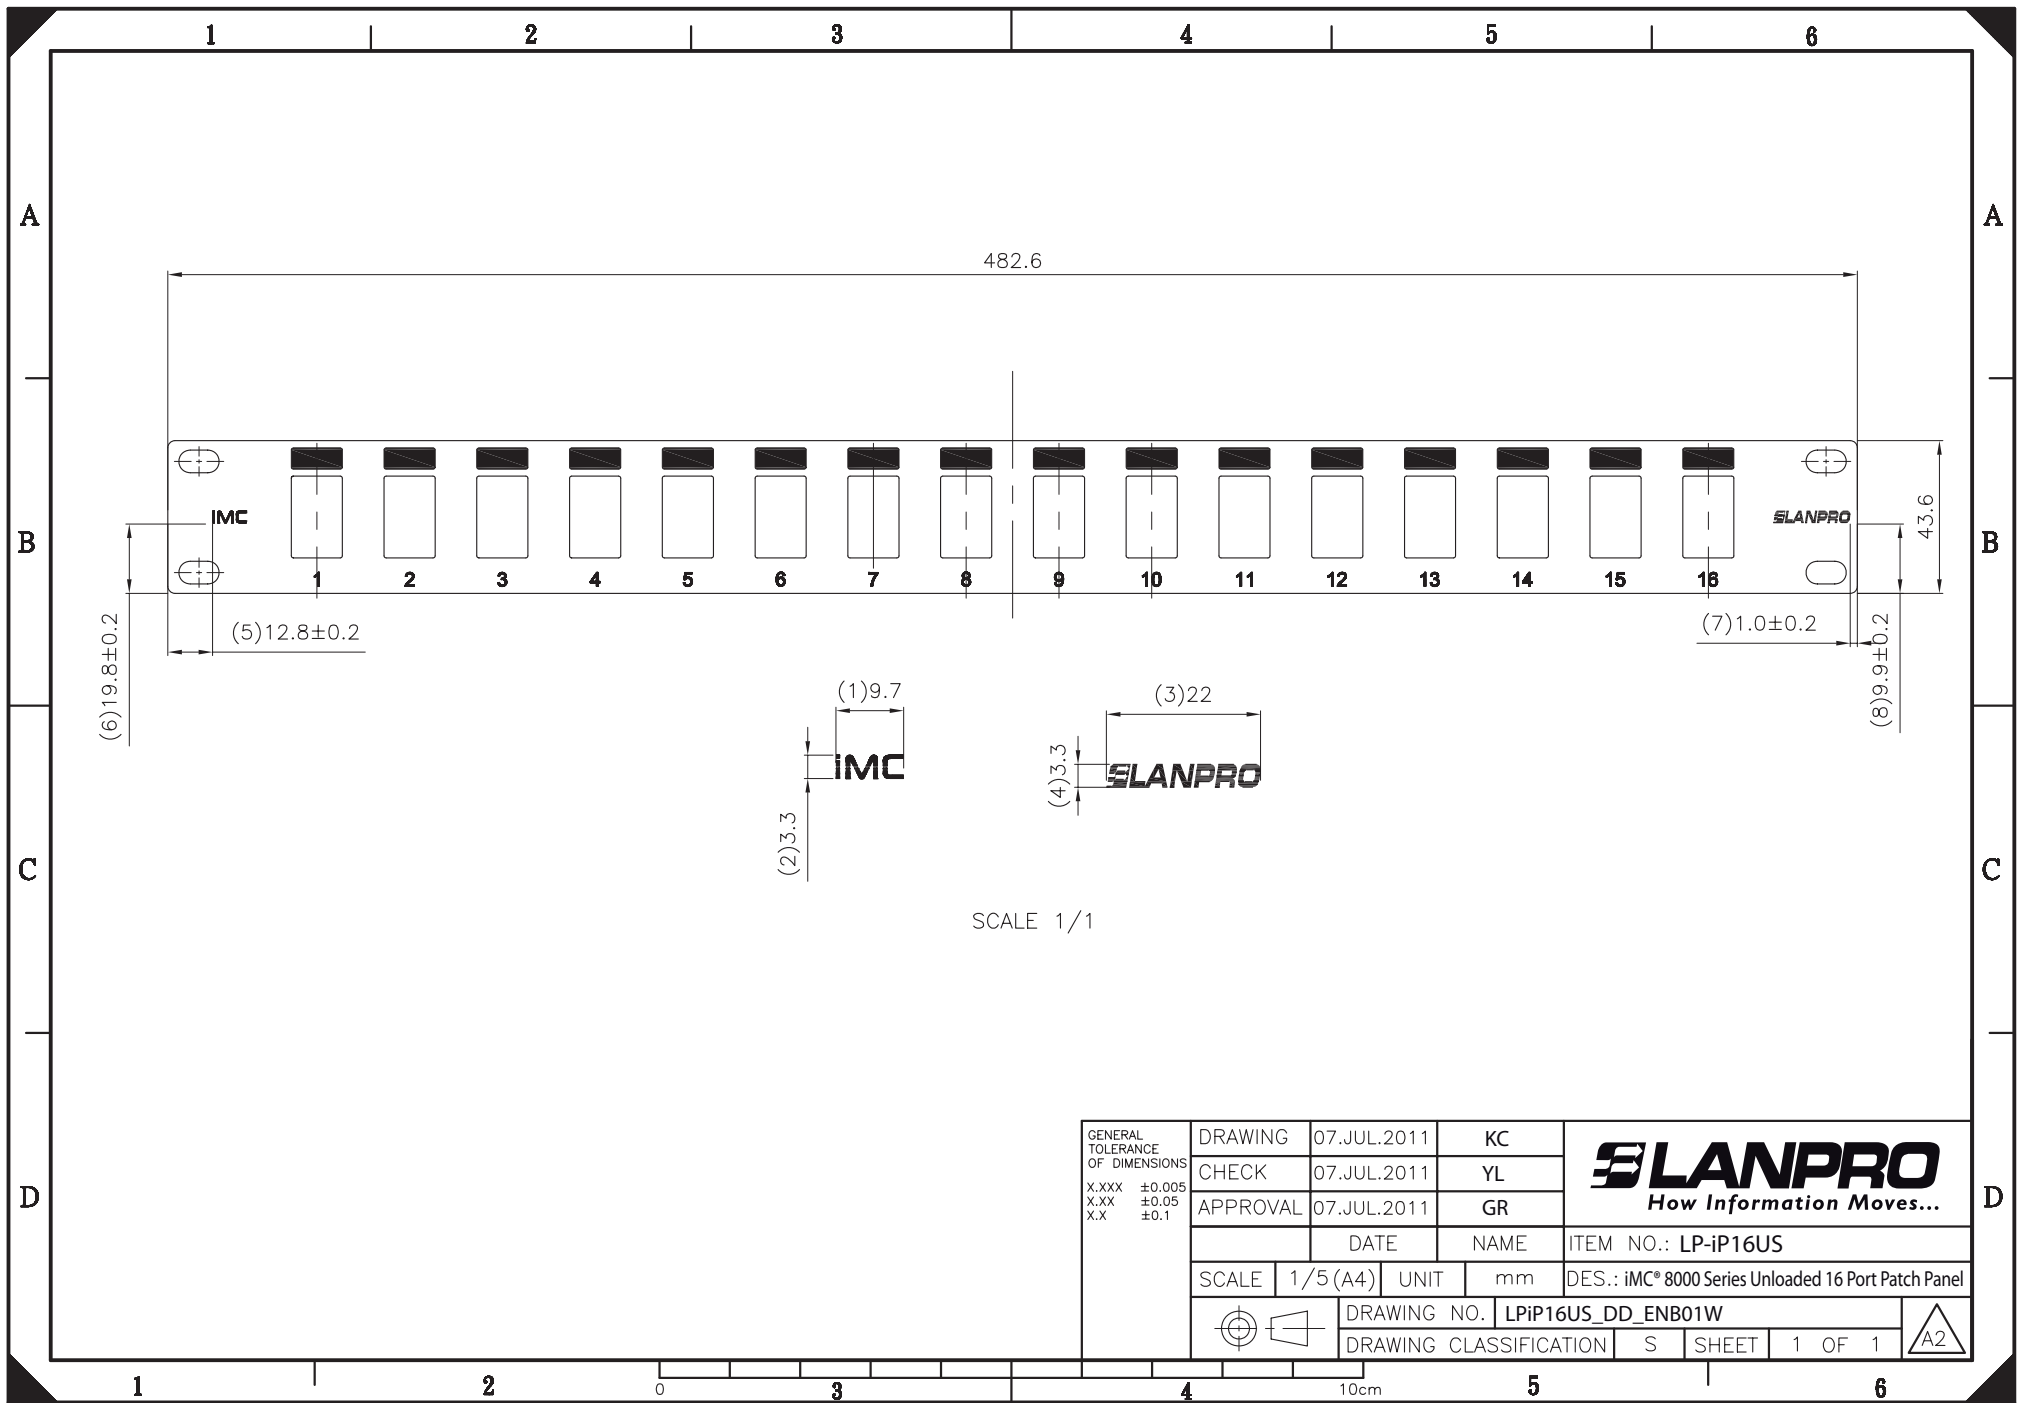 1 2 3 4 5 6
A A
482.6
IMC
SLANPRO
43.6
B B
1 2 3 4 5 6 7 8 9 10 11 12 13 14 15 16
(6)19.8±0.2
(5)12.8±0.2
(7)1.0±0.2
(8)9.9±0.2
(1)9.7
(3)22
iMC
(2)3.3
(4)3.3
SLANPRO
C C
SCALE 1/1
D D
GENERAL
TOLERANCE
OF DIMENSIONS
X.XXX ±0.005
X.XX ±0.05
X.X ±0.1
DRAWING 07.JUL.2011 KC
CHECK 07.JUL.2011 YL
APPROVAL 07.JUL.2011 GR
SLANPRO
How Information Moves...
DATE NAME ITEM NO.: LP-iP16US
SCALE 1/5(A4) UNIT mm DES.: iMC® 8000 Series Unloaded 16 Port Patch Panel
DRAWING NO. LPiP16US_DD_ENB01W
DRAWING CLASSIFICATION S SHEET 1 OF 1 A2
1 2 0 3 4 10cm 5 6